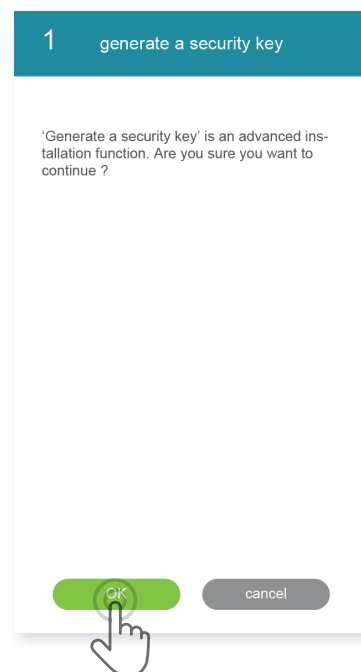 1 generate a security key
‘Generate a security key’ is an advanced ins-
tallation function. Are you sure you want to
continue ?
OK cancel